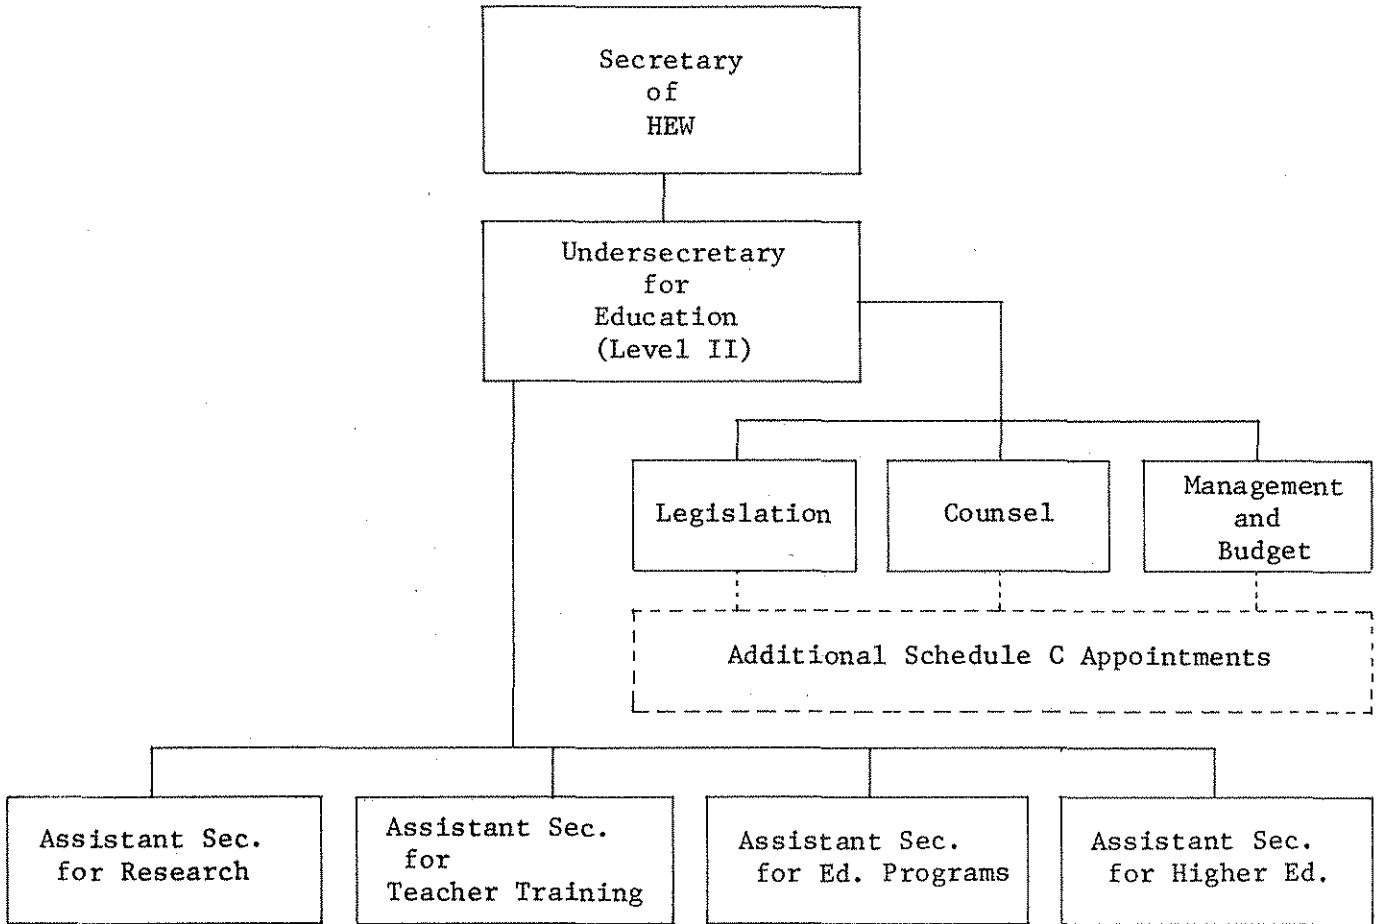 Secretary
of
HEW
Undersecretary
for
Education
(Level II)
Legislation
Counsel
Management
and
Budget
Additional Schedule C Appointments
Assistant Sec.
for Research
Assistant Sec.
for
Teacher Training
Assistant Sec.
for Ed. Programs
Assistant Sec.
for Higher Ed.